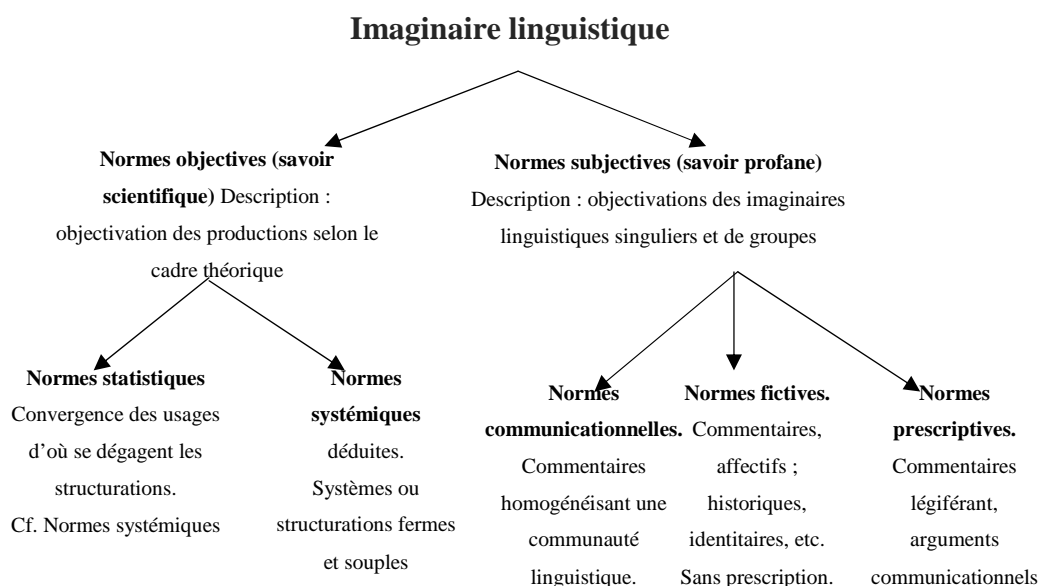 Imaginaire linguistique
Normes objectives (savoir
scientifique) Description :
objectivation des productions selon le
cadre théorique
Normes subjectives (savoir profane)
Description : objectivations des imaginaires
linguistiques singuliers et de groupes
Normes statistiques
Convergence des usages
d'où se dégagent les
structurations.
Cf. Normes systémiques
Normes
systémiques
déduites.
Systèmes ou
structurations fermes
et souples
Normes
communicationnelles.
Commentaires
homogénéisant une
communauté
linguistique.
Normes fictives.
Commentaires,
affectifs ;
historiques,
identitaires, etc.
Sans prescription.
Normes
prescriptives.
Commentaires
légiférant,
arguments
communicationnels